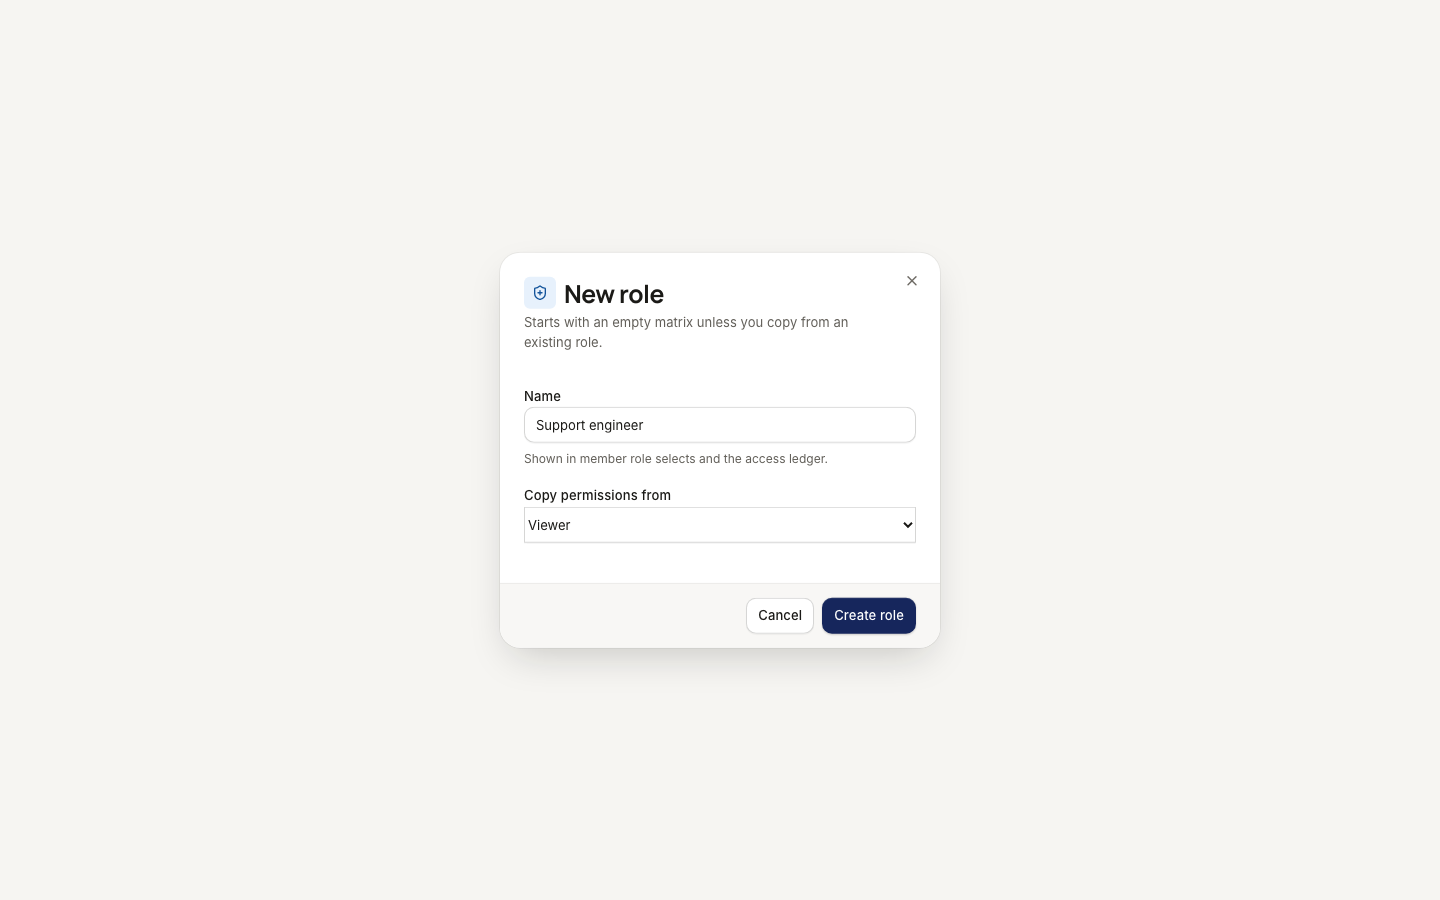 New role
Starts with an empty matrix unless you copy from an
existing role.
Name
Support engineer
Shown in member role selects and the access ledger.
Copy permissions from
Viewer
Cancel
Create role